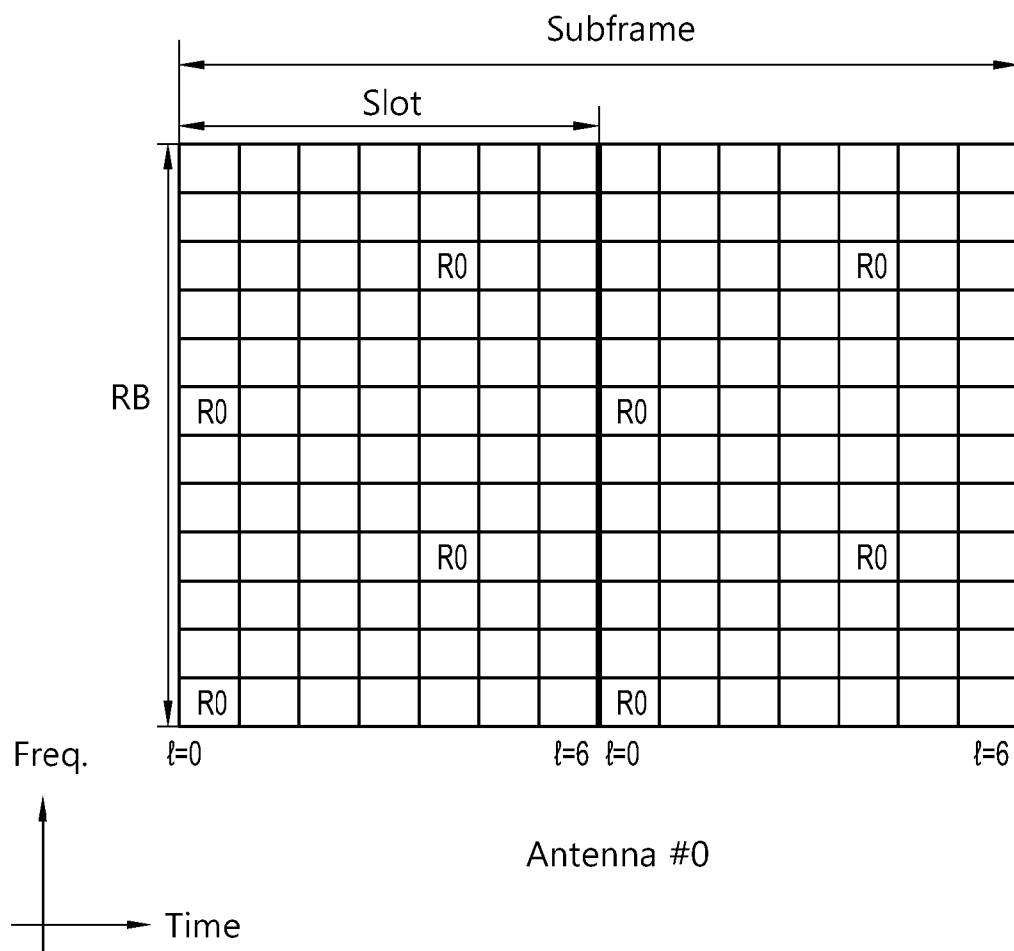 Subframe
Slot
R0 R0
RB
R0 R0
R0 R0
R0 R0
Freq.
ℓ=0 ℓ=6 ℓ=0 ℓ=6
Antenna #0
Time